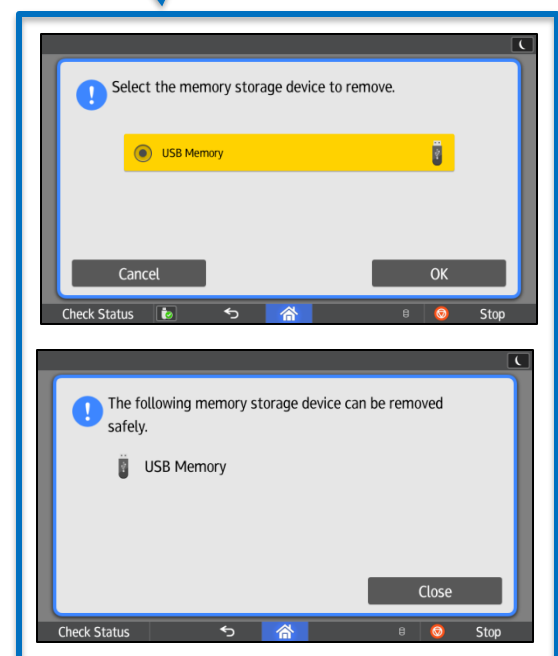 Select the memory storage device to remove.
USB Memory
Cancel
OK
Check Status
Stop
The following memory storage device can be removed
safely.
USB Memory
Close
Check Status
Stop